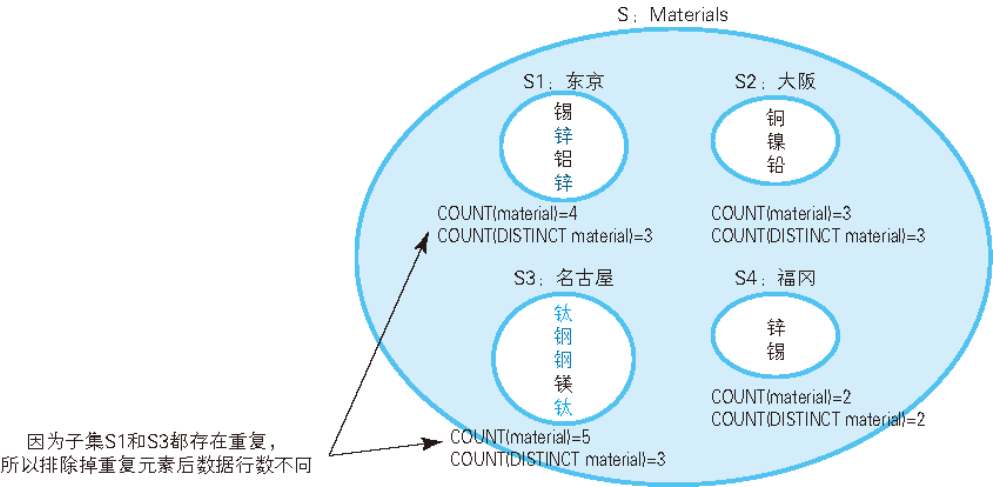 S：Materials
S1：东京
锡
锌
铝
锌
COUNT(material)=4
COUNT(DISTINCT material)=3
S2：大阪
铜
镍
铅
COUNT(material)=3
COUNT(DISTINCT material)=3
S3：名古屋
钛
钢
钢
镁
钛
COUNT(material)=5
COUNT(DISTINCT material)=3
S4：福冈
锌
锡
COUNT(material)=2
COUNT(DISTINCT material)=2
因为子集S1和S3都存在重复，
所以排除掉重复元素后数据行数不同